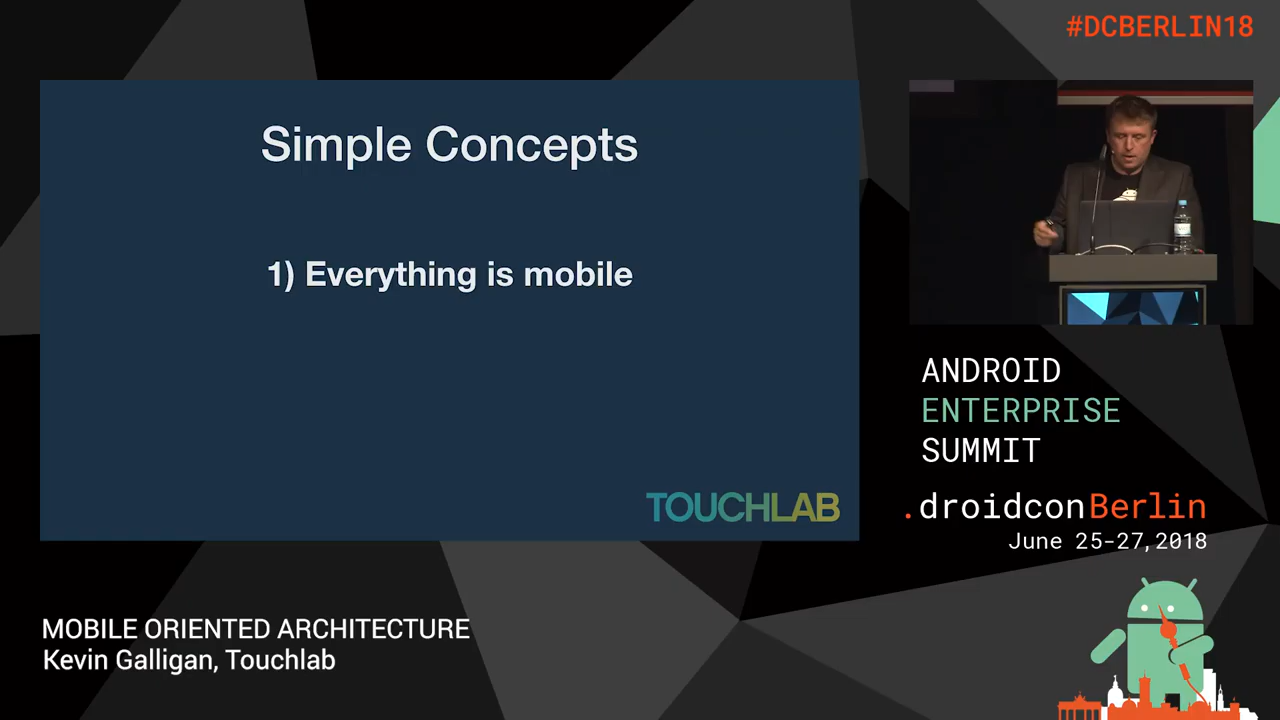 #DCBERLIN18
Simple Concepts
1) Everything is mobile
TOUCHLAB
ANDROID
ENTERPRISE
SUMMIT
.droidconBerlin
June 25-27, 2018
MOBILE ORIENTED ARCHITECTURE
Kevin Galligan, Touchlab